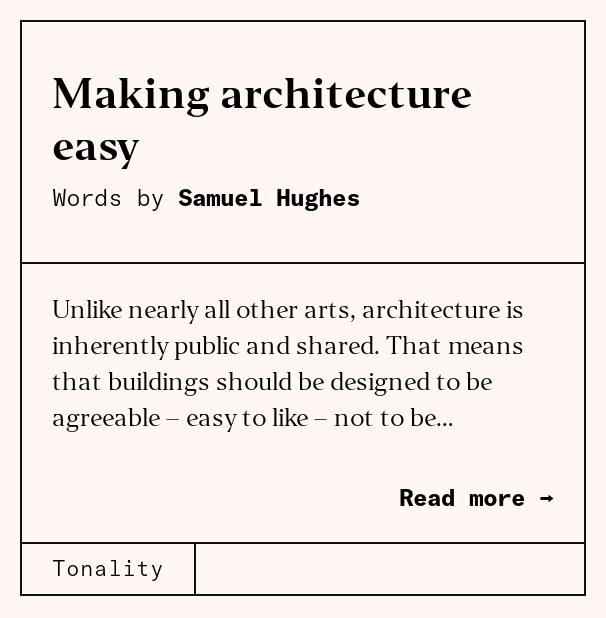 Making architecture
easy
Words by Samuel Hughes
Unlike nearly all other arts, architecture is
inherently public and shared. That means
that buildings should be designed to be
agreeable – easy to like – not to be...
Read more →
Tonality